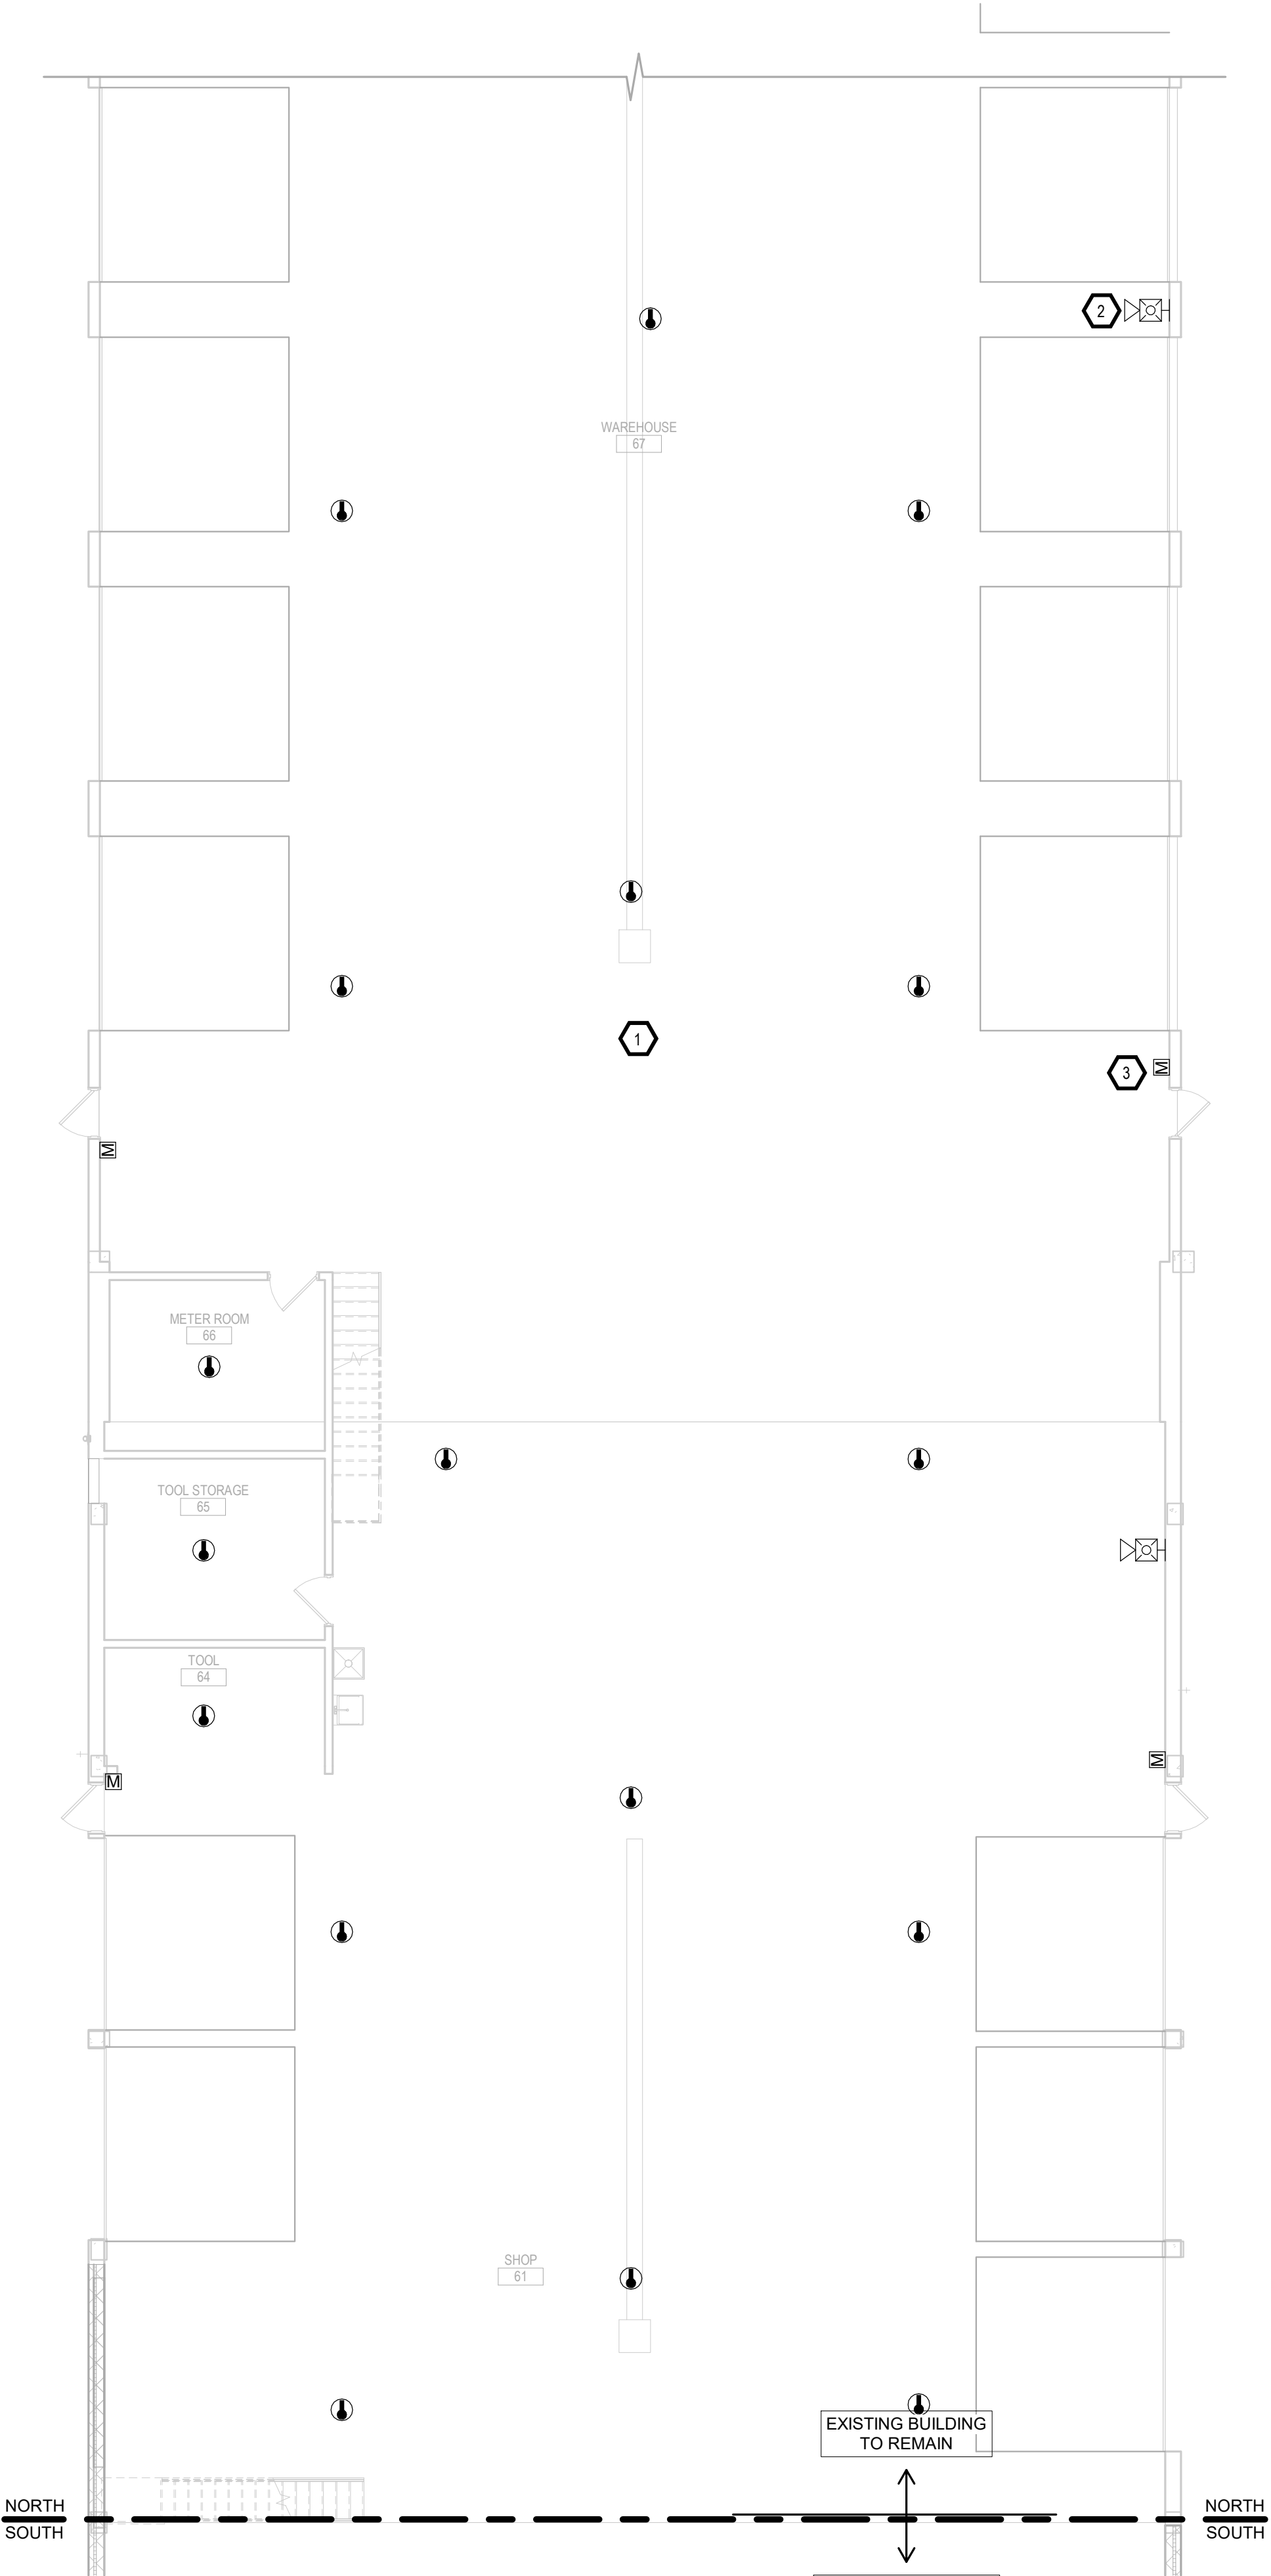 2
WAREHOUSE
67
1
3
M
M
METER ROOM
66
TOOL STORAGE
65
TOOL
64
M
M
SHOP
61
EXISTING BUILDING
TO REMAIN
NORTH
SOUTH
NORTH
SOUTH